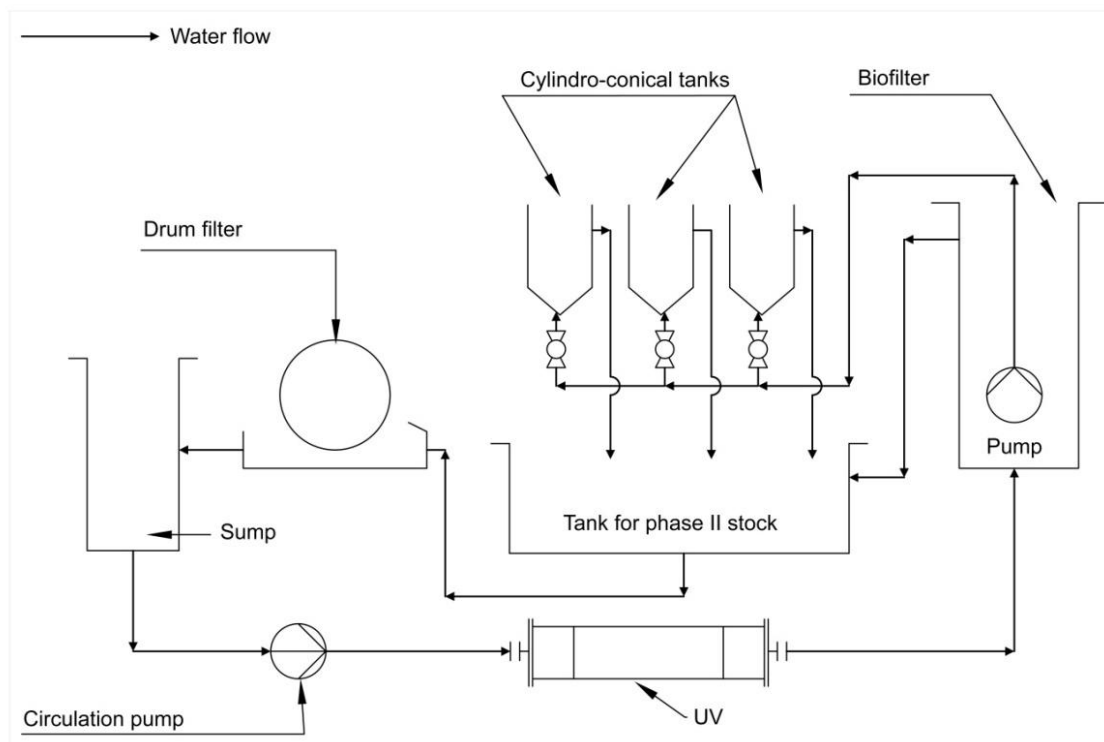 Water flow
Cylindro-conical tanks
Biofilter
Drum filter
Pump
Tank for phase II stock
Sump
Circulation pump
UV